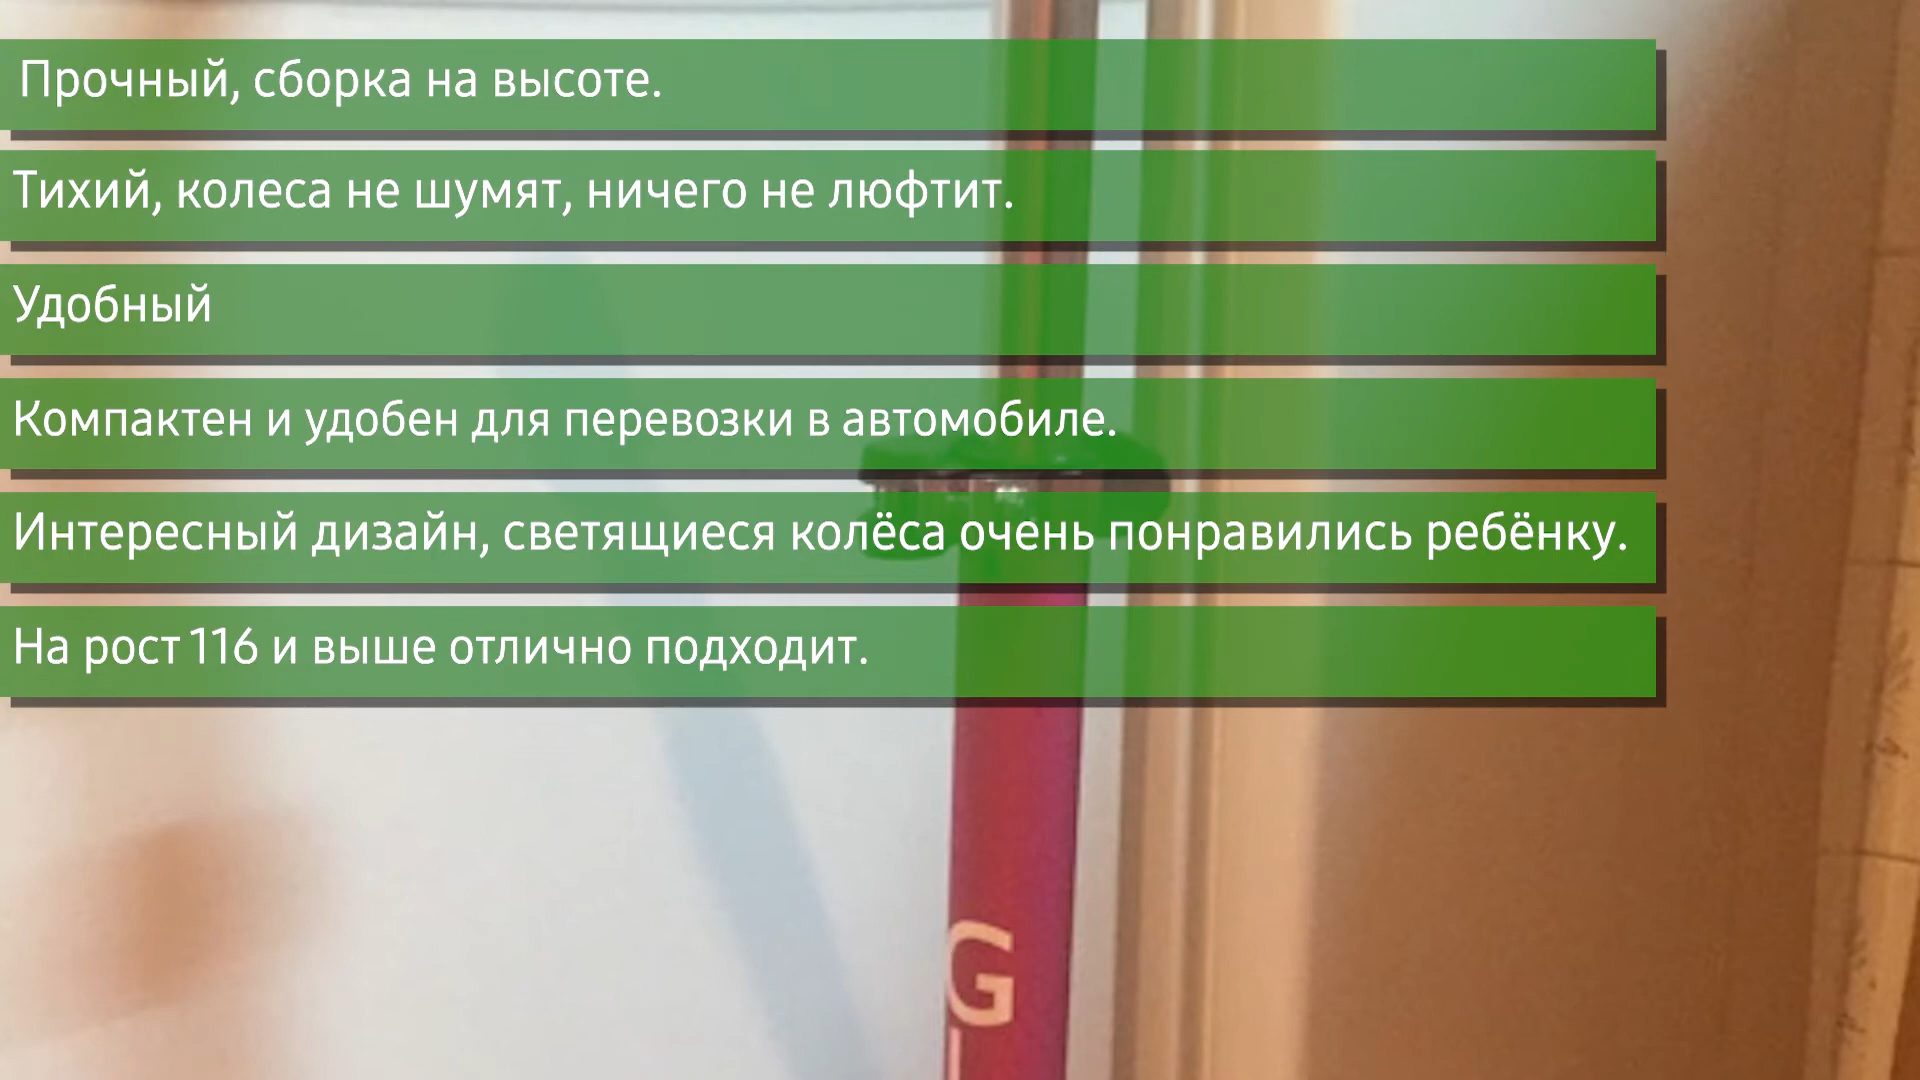 Прочный, сборка на высоте.
Тихий, колеса не шумят, ничего не люфтит.
Удобный
Компактен и удобен для перевозки в автомобиле.
Интересный дизайн, светящиеся колёса очень понравились ребёнку.
На рост 116 и выше отлично подходит.
G